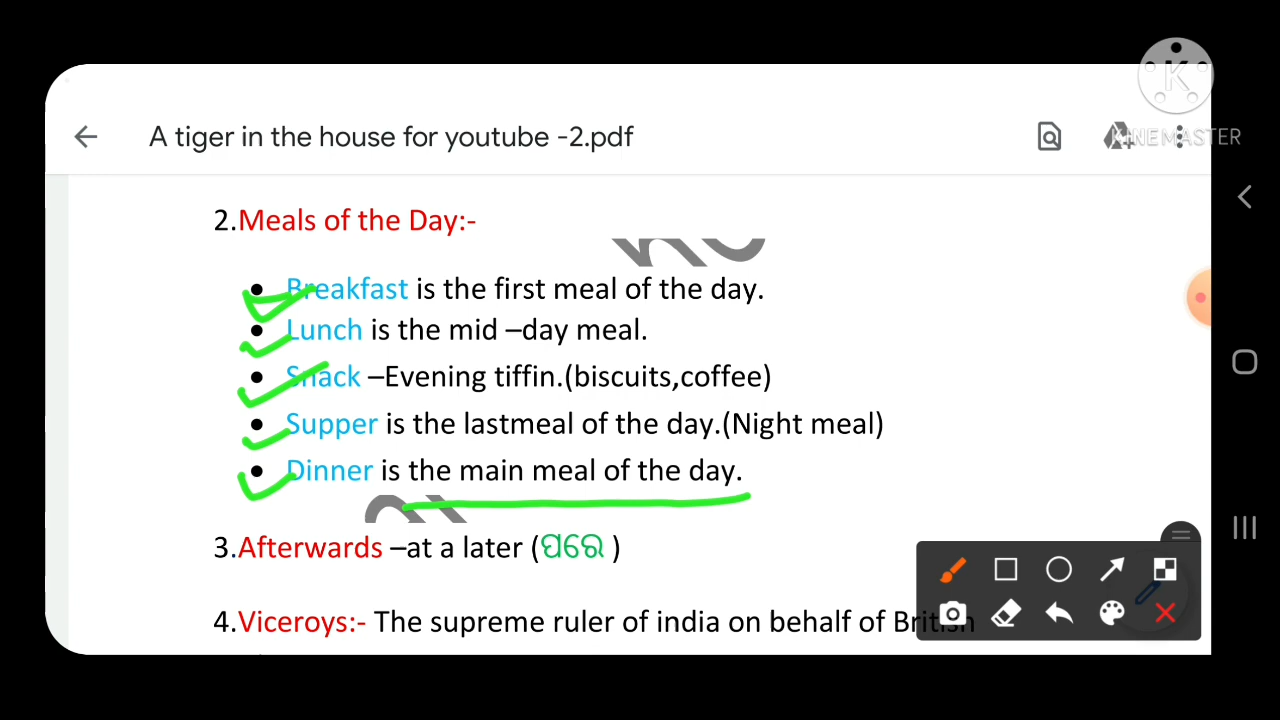 KINEMASTER
A tiger in the house for youtube -2.pdf
2.Meals of the Day:-
Breakfast is the first meal of the day.
Lunch is the mid –day meal.
Snack –Evening tiffin.(biscuits,coffee)
Supper is the lastmeal of the day.(Night meal)
Dinner is the main meal of the day.
3.Afterwards –at a later (ପରେ )
4.Viceroys:- The supreme ruler of india on behalf of British